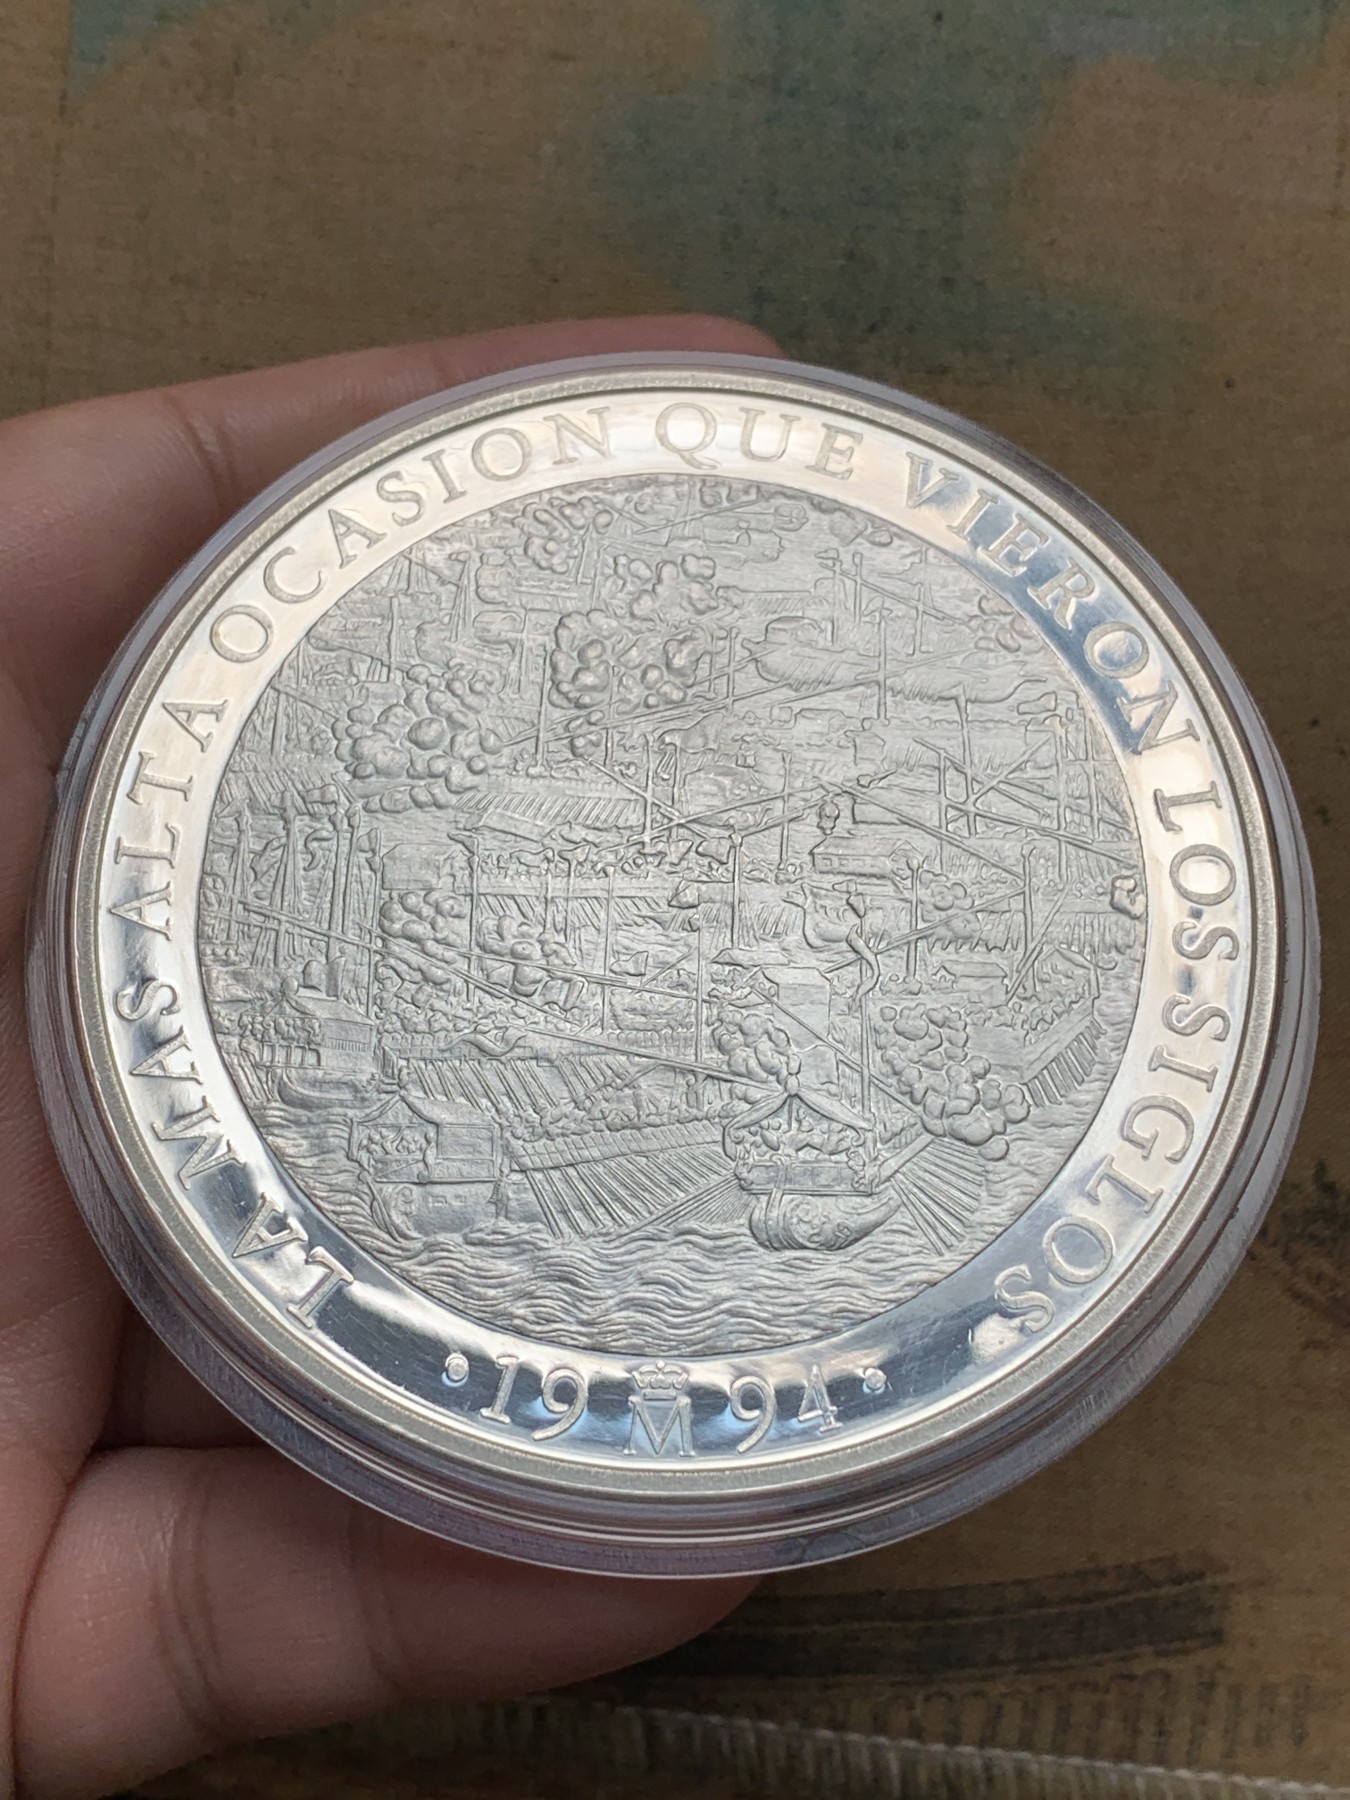 LA MAS ALTA OCASION QUE VIERON LOS SIGLOS
·19 M 94·